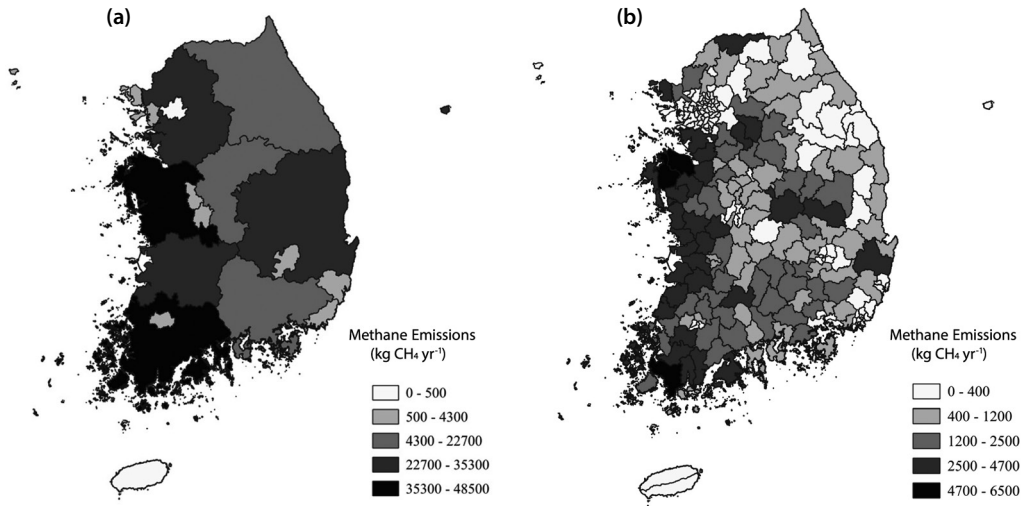 (a)
Methane Emissions
(kg CH₄ yr⁻¹)
0 - 500
500 - 4300
4300 - 22700
22700 - 35300
35300 - 48500
(b)
Methane Emissions
(kg CH₄ yr⁻¹)
0 - 400
400 - 1200
1200 - 2500
2500 - 4700
4700 - 6500